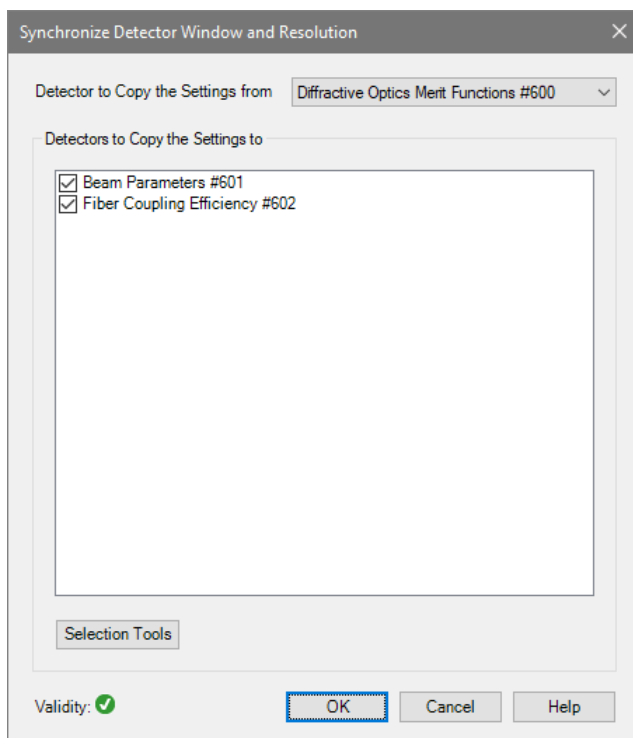 Synchronize Detector Window and Resolution
Detector to Copy the Settings from Diffractive Optics Merit Functions #600
Detectors to Copy the Settings to
Beam Parameters #601
Fiber Coupling Efficiency #602
Selection Tools
Validity: OK Cancel Help